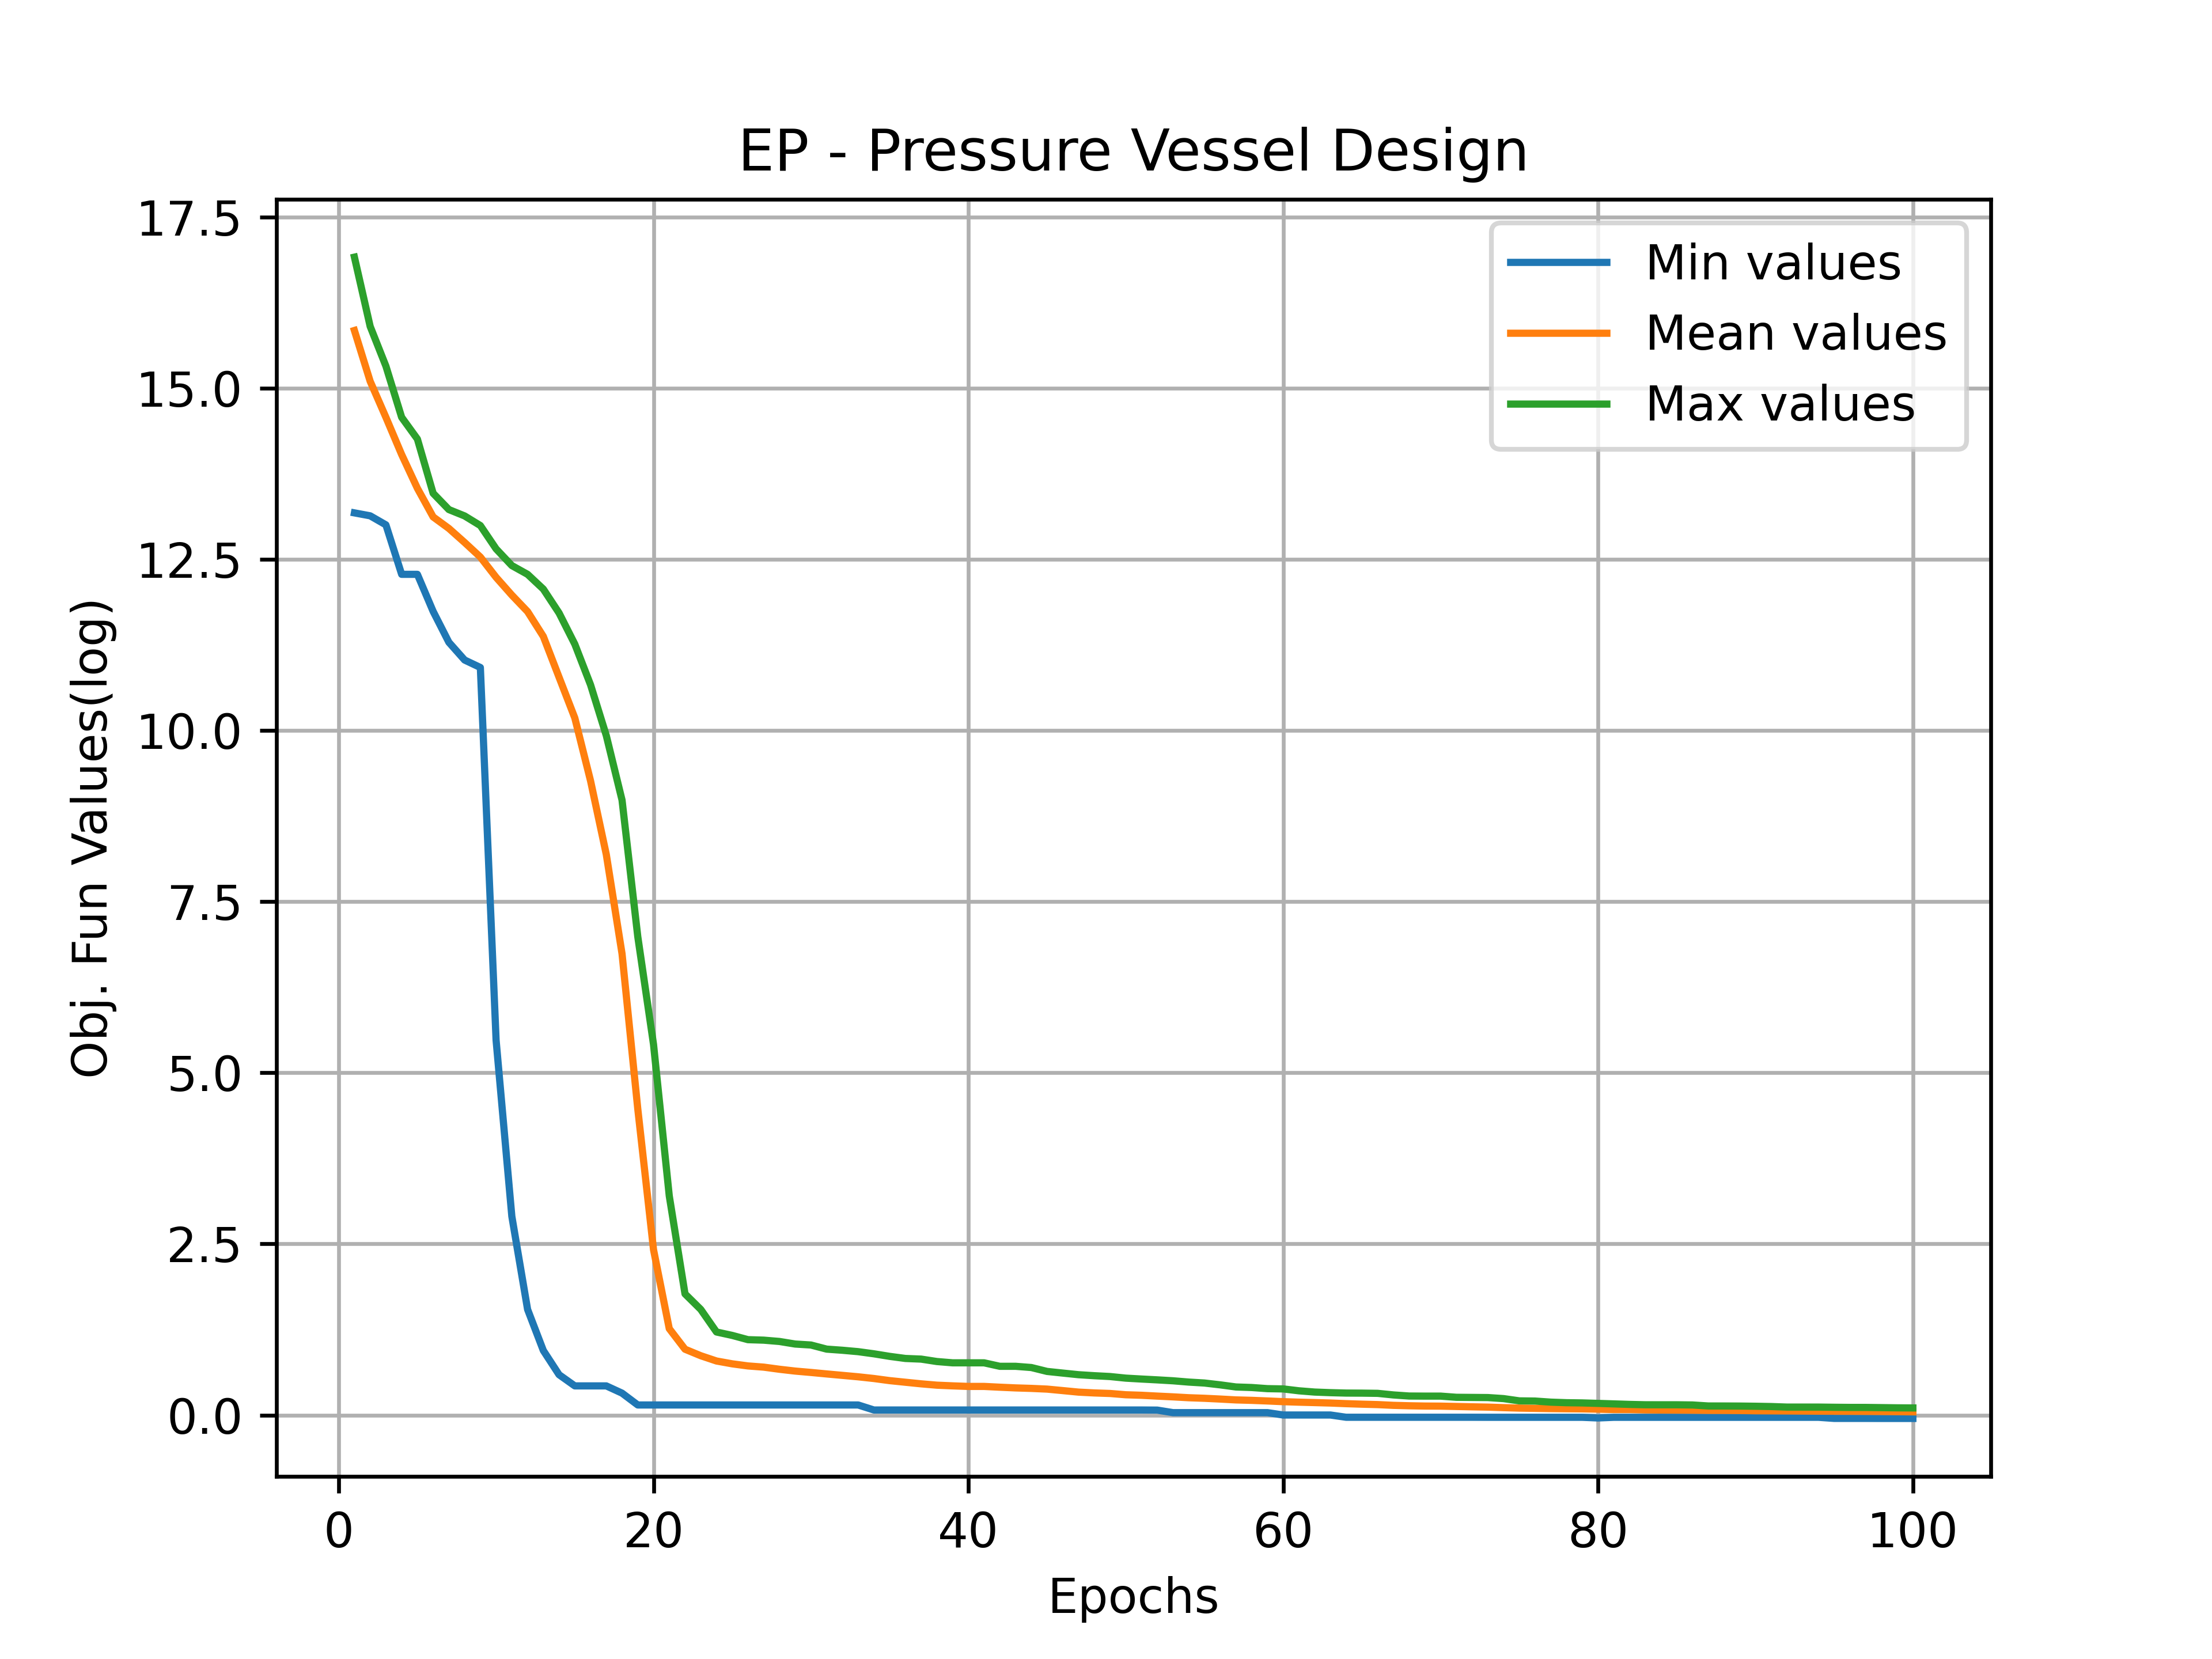 EP - Pressure Vessel Design
17.5
15.0
12.5
10.0
7.5
5.0
2.5
0.0
Obj. Fun Values(log)
Min values
Mean values
Max values
0 20 40 60 80 100
Epochs